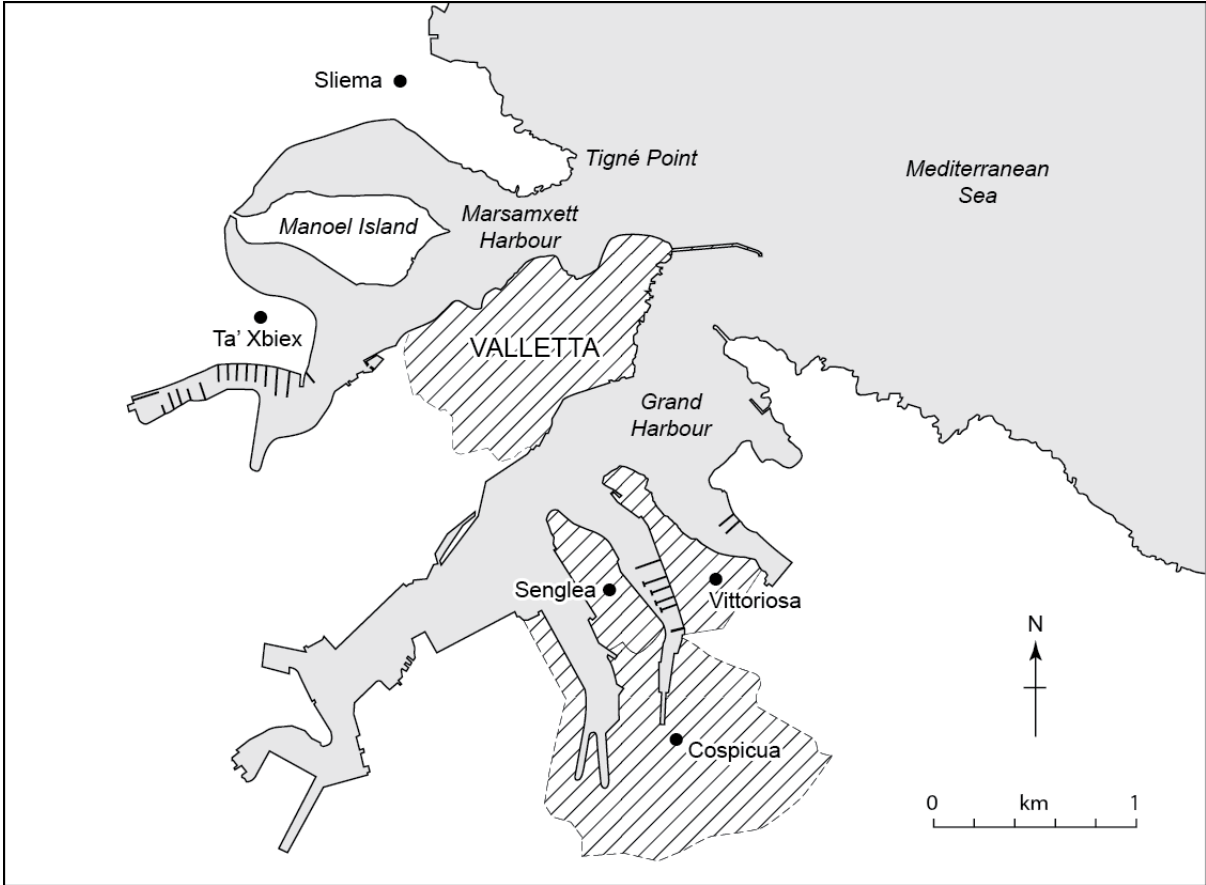 Sliema
Tigné Point
Mediterranean
Sea
Manoel Island
Marsamxett
Harbour
Ta’ Xbiex
VALLETTA
Grand
Harbour
Senglea
Vittoriosa
N
Cospicua
0 km 1